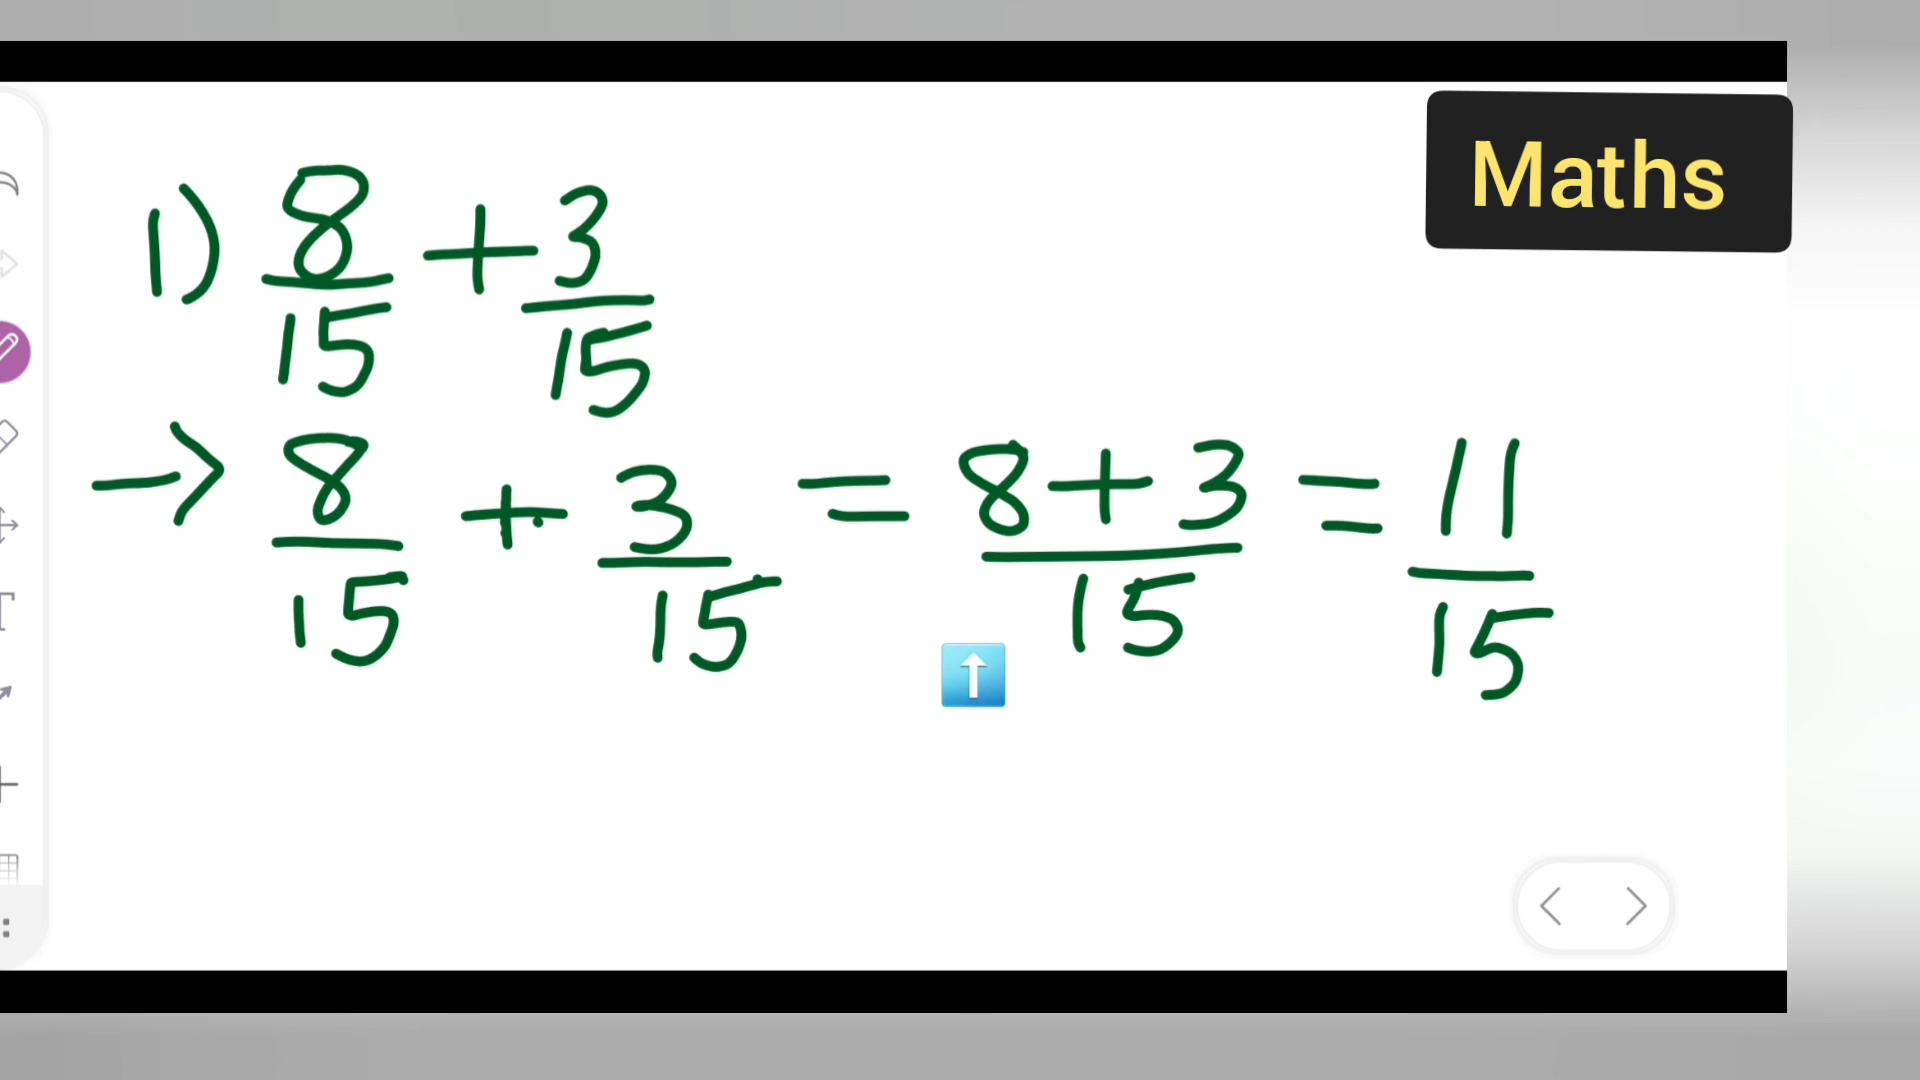 Maths
1) 8/15 + 3/15
→ 8/15 + 3/15 = 8+3/15 = 11/15